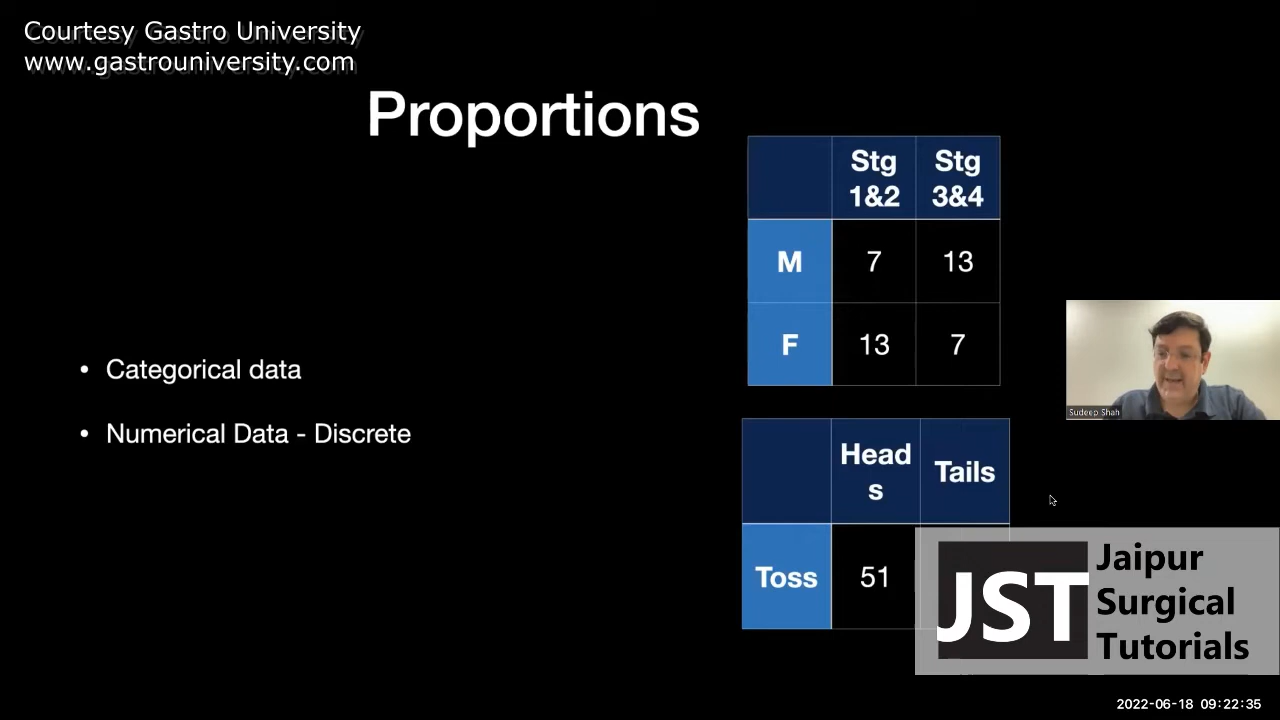 Courtesy Gastro University
www.gastrouniversity.com
Proportions
Stg 1&2
Stg 3&4
M 7 13
F 13 7
• Categorical data
• Numerical Data - Discrete
Sudeep Shah
Heads
Tails
Toss 51
JST
Jaipur
Surgical
Tutorials
2022-06-18 09:22:35